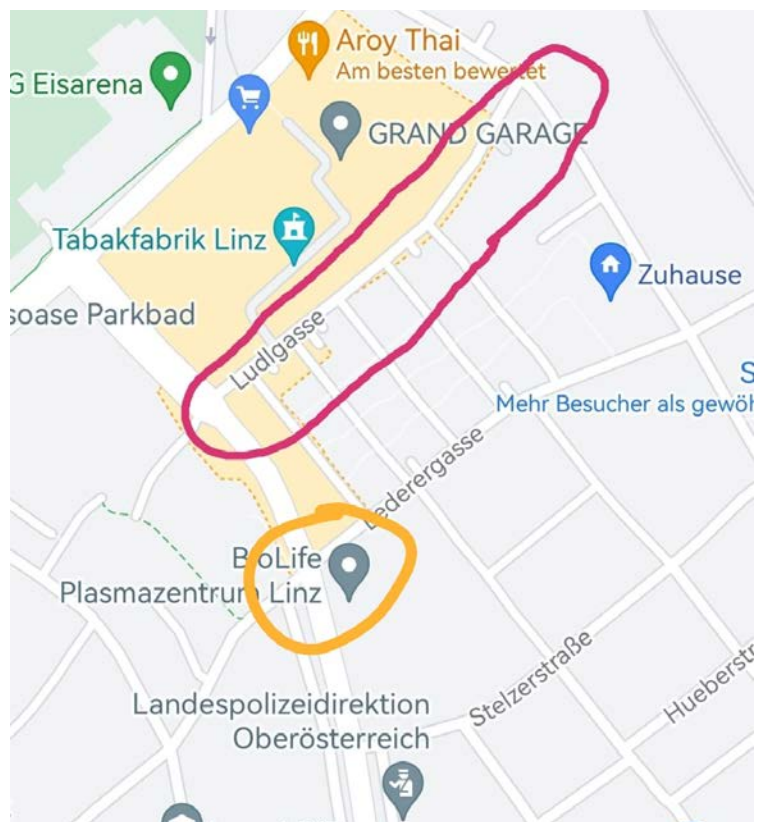 Aroy Thai
Am besten bewertet
G Eisarena
GRAND GARAGE
Tabakfabrik Linz
Zuhause
soase Parkbad
Ludlgasse
S
Mehr Besucher als gewöh
Lederergasse
BioLife
Plasmazentrum Linz
Stelzerstraße
Hueberstr
Landespolizeidirektion
Oberösterreich